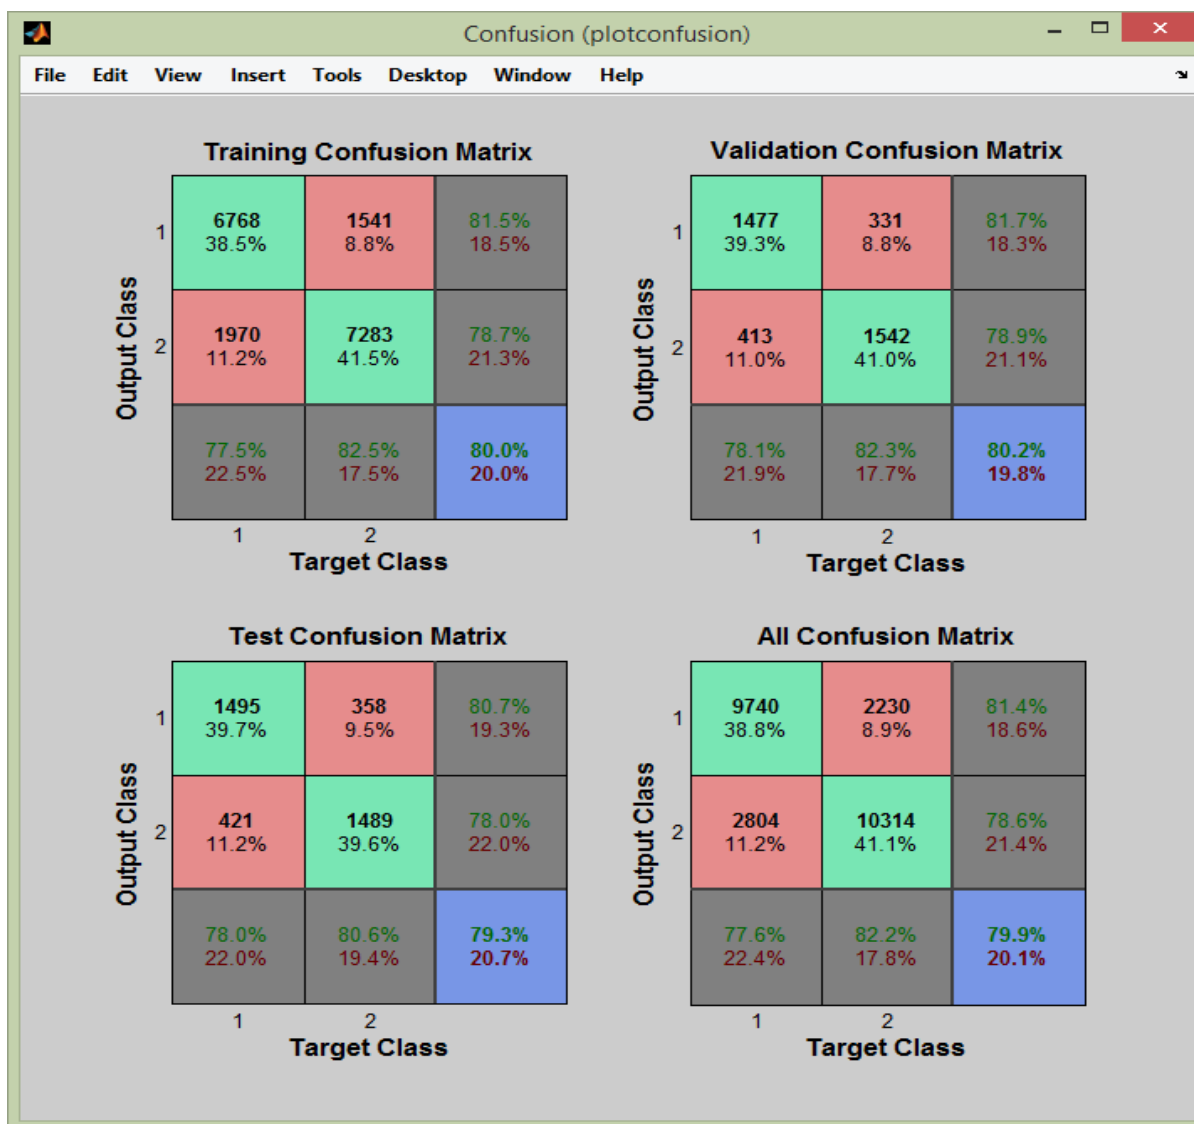 Confusion (plotconfusion)
File Edit View Insert Tools Desktop Window Help
Training Confusion Matrix
Output Class
1
6768 1541 81.5%
38.5% 8.8% 18.5%
2
1970 7283 78.7%
11.2% 41.5% 21.3%
77.5% 82.5% 80.0%
22.5% 17.5% 20.0%
1 2
Target Class
Validation Confusion Matrix
Output Class
1
1477 331 81.7%
39.3% 8.8% 18.3%
2
413 1542 78.9%
11.0% 41.0% 21.1%
78.1% 82.3% 80.2%
21.9% 17.7% 19.8%
1 2
Target Class
Test Confusion Matrix
Output Class
1
1495 358 80.7%
39.7% 9.5% 19.3%
2
421 1489 78.0%
11.2% 39.6% 22.0%
78.0% 80.6% 79.3%
22.0% 19.4% 20.7%
1 2
Target Class
All Confusion Matrix
Output Class
1
9740 2230 81.4%
38.8% 8.9% 18.6%
2
2804 10314 78.6%
11.2% 41.1% 21.4%
77.6% 82.2% 79.9%
22.4% 17.8% 20.1%
1 2
Target Class